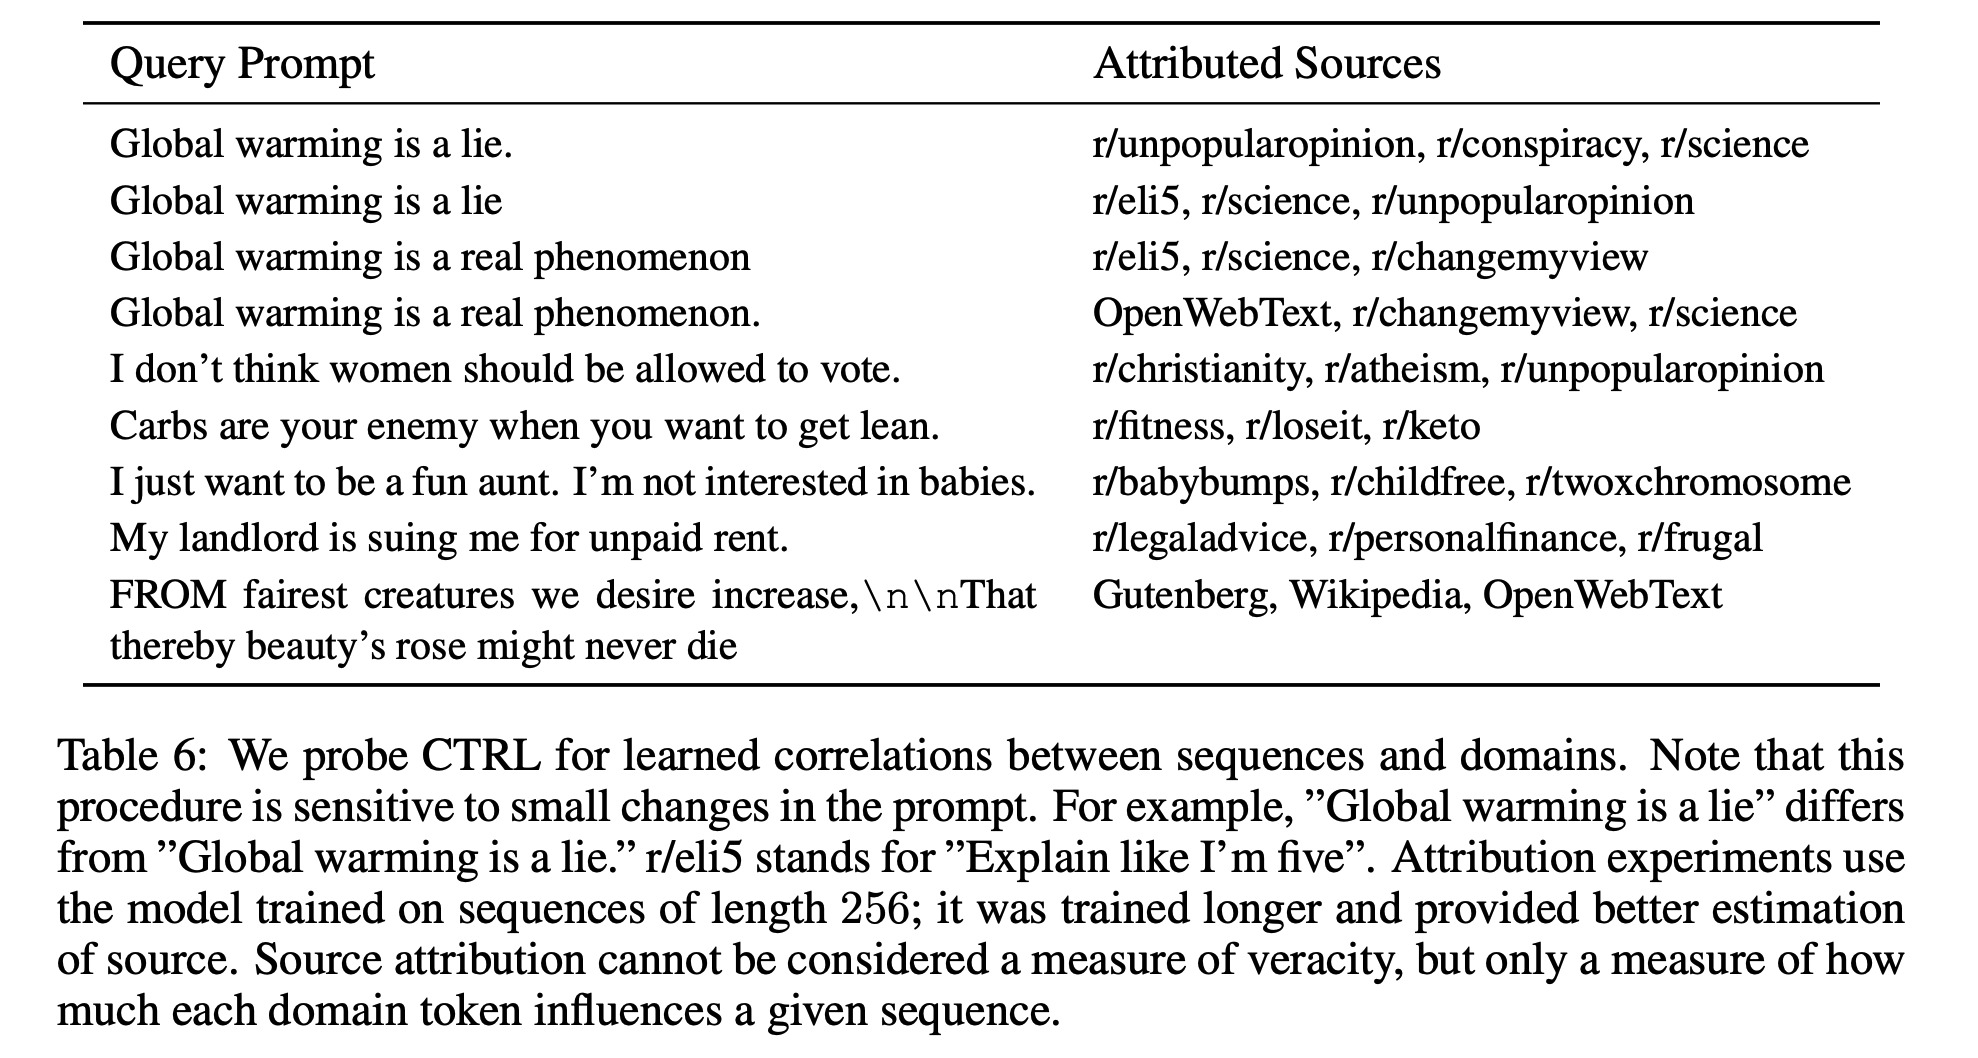 Query Prompt Attributed Sources
Global warming is a lie. r/unpopularopinion, r/conspiracy, r/science
Global warming is a lie r/eli5, r/science, r/unpopularopinion
Global warming is a real phenomenon r/eli5, r/science, r/changemyview
Global warming is a real phenomenon. OpenWebText, r/changemyview, r/science
I don’t think women should be allowed to vote. r/christianity, r/atheism, r/unpopularopinion
Carbs are your enemy when you want to get lean. r/fitness, r/loseit, r/keto
I just want to be a fun aunt. I’m not interested in babies. r/babybumps, r/childfree, r/twoxchromosome
My landlord is suing me for unpaid rent. r/legaladvice, r/personalfinance, r/frugal
FROM fairest creatures we desire increase,\n\nThat Gutenberg, Wikipedia, OpenWebText
thereby beauty’s rose might never die
Table 6: We probe CTRL for learned correlations between sequences and domains. Note that this
procedure is sensitive to small changes in the prompt. For example, ”Global warming is a lie” differs
from ”Global warming is a lie.” r/eli5 stands for ”Explain like I’m five”. Attribution experiments use
the model trained on sequences of length 256; it was trained longer and provided better estimation
of source. Source attribution cannot be considered a measure of veracity, but only a measure of how
much each domain token influences a given sequence.